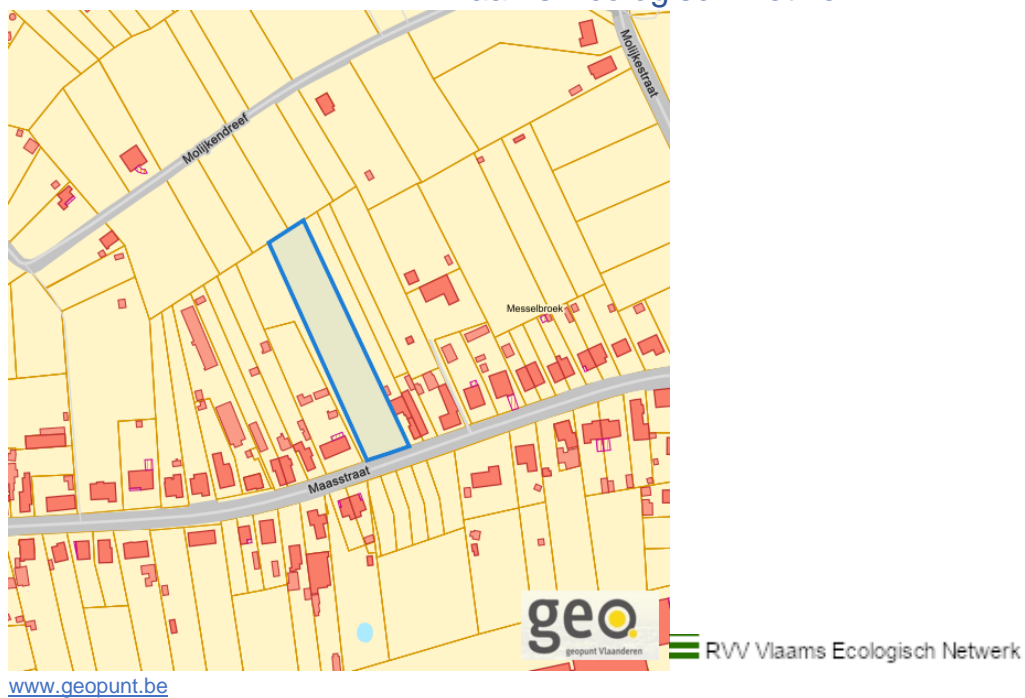 Molijkestraat
Molijkendreef
Messelbroek
Maasstraat
geo
geopunt Vlaanderen
RVV Vlaams Ecologisch Netwerk
www.geopunt.be